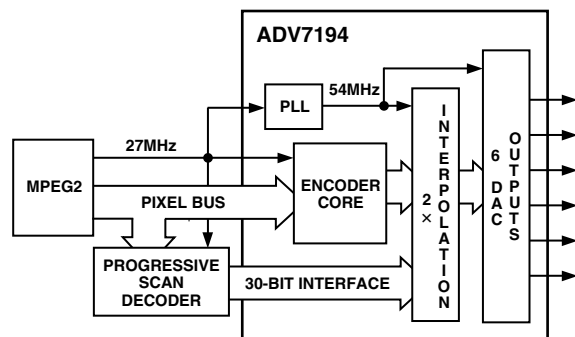 ADV7194
54MHz
PLL
27MHz
MPEG2
ENCODER
CORE
PIXEL BUS
INTERPOLATION
2×
6 DAC
OUTPUTS
PROGRESSIVE
SCAN
DECODER
30-BIT INTERFACE